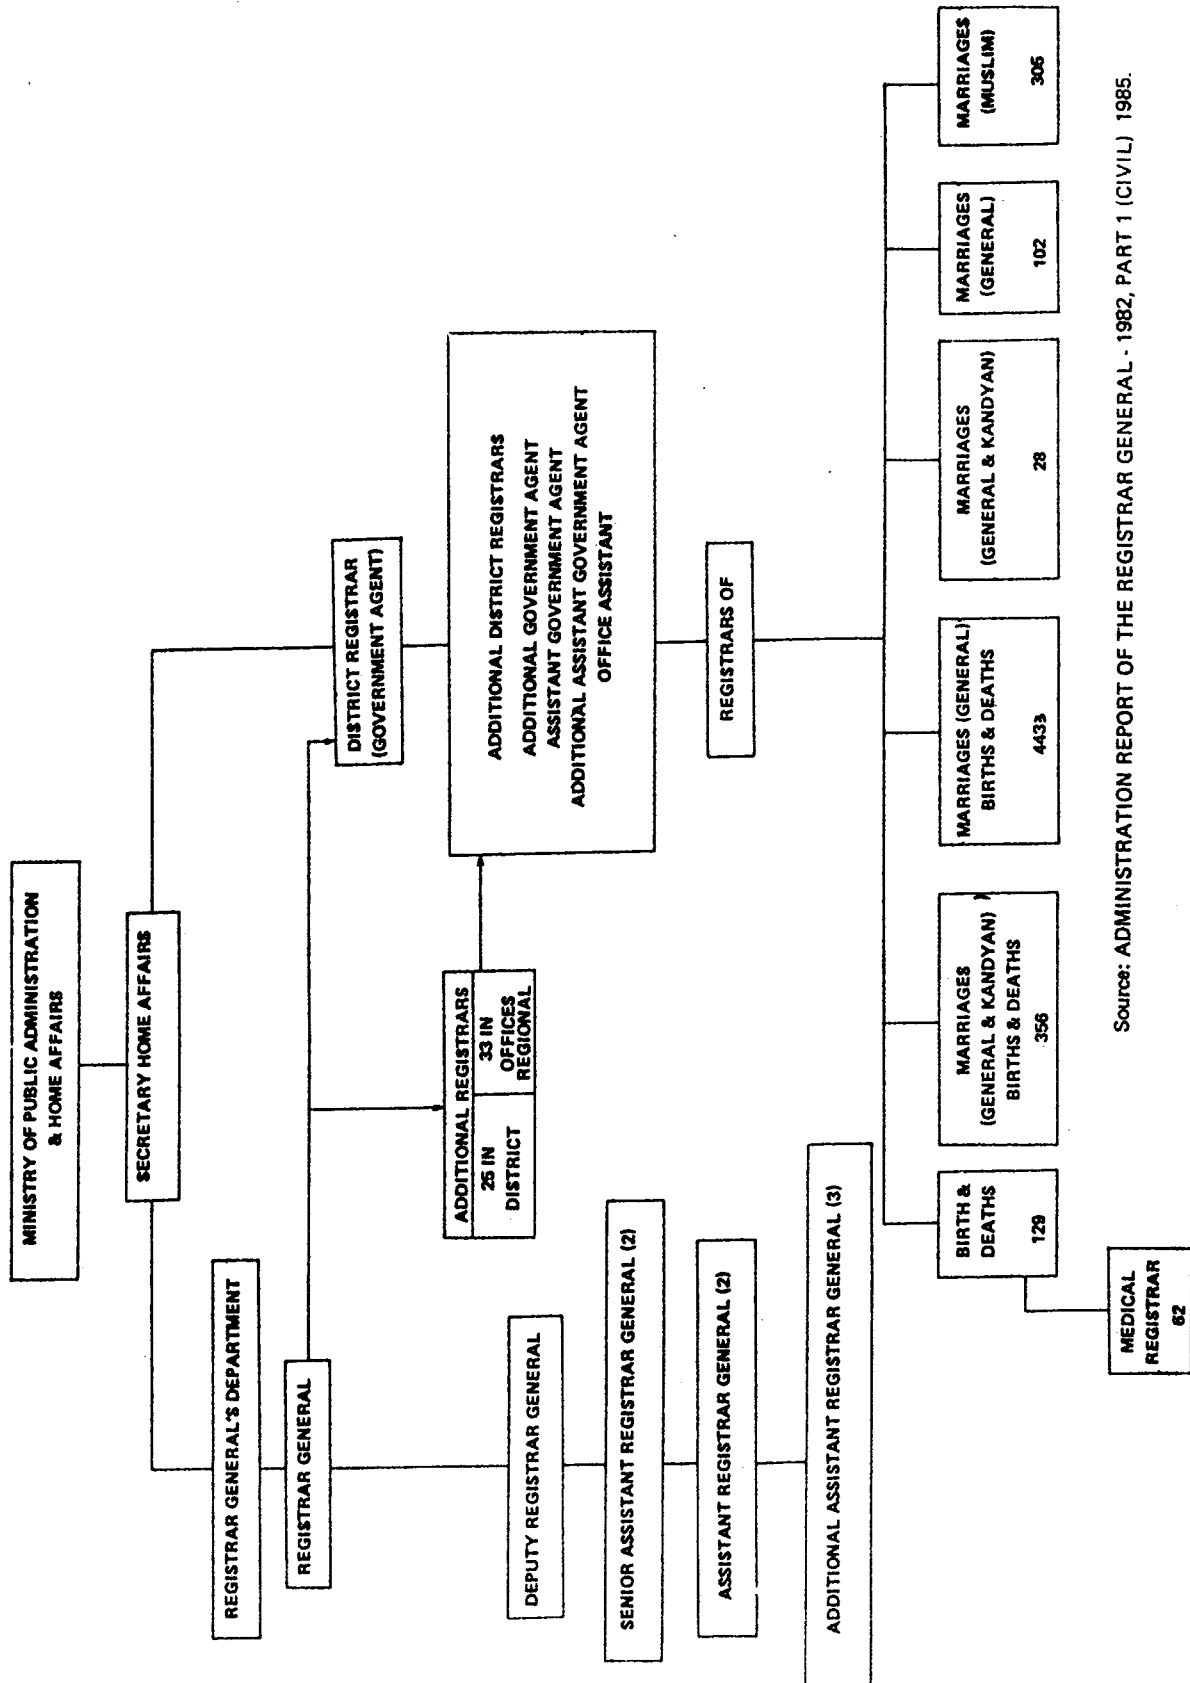 MINISTRY OF PUBLIC ADMINISTRATION
& HOME AFFAIRS
SECRETARY HOME AFFAIRS
REGISTRAR GENERAL'S DEPARTMENT
REGISTRAR GENERAL
DISTRICT REGISTRAR
(GOVERNMENT AGENT)
ADDITIONAL REGISTRARS
25 IN
DISTRICT
33 IN
OFFICES
REGIONAL
ADDITIONAL DISTRICT REGISTRARS
ADDITIONAL GOVERNMENT AGENT
ASSISTANT GOVERNMENT AGENT
ADDITIONAL ASSISTANT GOVERNMENT AGENT
OFFICE ASSISTANT
DEPUTY REGISTRAR GENERAL
SENIOR ASSISTANT REGISTRAR GENERAL (2)
ASSISTANT REGISTRAR GENERAL (2)
ADDITIONAL ASSISTANT REGISTRAR GENERAL (3)
REGISTRARS OF
BIRTH &
DEATHS
129
MARRIAGES
(GENERAL & KANDYAN)
BIRTHS & DEATHS
356
MARRIAGES (GENERAL)
BIRTHS & DEATHS
4433
MARRIAGES
(GENERAL & KANDYAN)
28
MARRIAGES
(GENERAL)
102
MARRIAGES
(MUSLIM)
305
MEDICAL
REGISTRAR
62
Source: ADMINISTRATION REPORT OF THE REGISTRAR GENERAL - 1982, PART 1 (CIVIL) 1985.